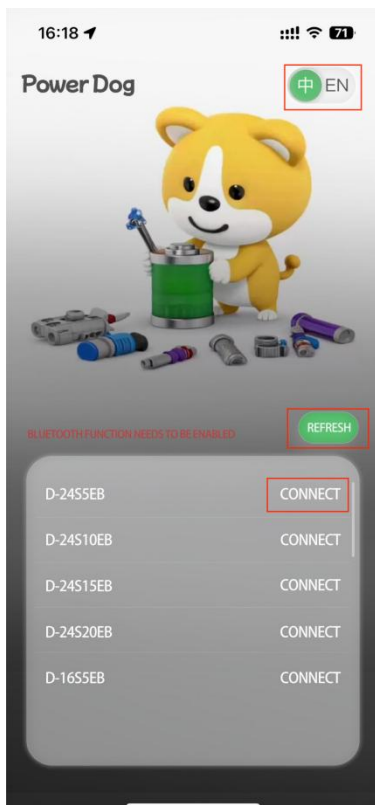 16:18
71
Power Dog
中 EN
BLUETOOTH FUNCTION NEEDS TO BE ENABLED
REFRESH
D-24S5EB CONNECT
D-24S10EB CONNECT
D-24S15EB CONNECT
D-24S20EB CONNECT
D-16S5EB CONNECT